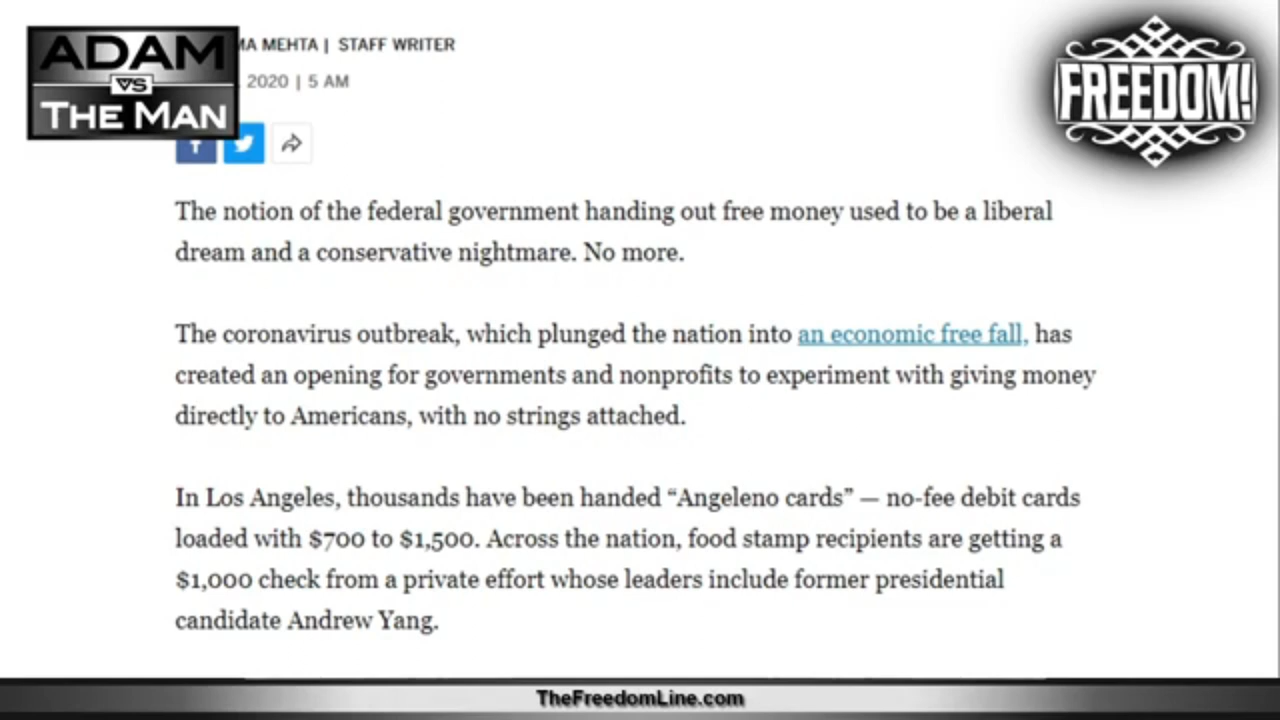 ADAM
VS
THE MAN
MA MEHTA | STAFF WRITER
2020 | 5 AM
FREEDOM!
The notion of the federal government handing out free money used to be a liberal
dream and a conservative nightmare. No more.
The coronavirus outbreak, which plunged the nation into an economic free fall, has
created an opening for governments and nonprofits to experiment with giving money
directly to Americans, with no strings attached.
In Los Angeles, thousands have been handed “Angeleno cards” — no-fee debit cards
loaded with $700 to $1,500. Across the nation, food stamp recipients are getting a
$1,000 check from a private effort whose leaders include former presidential
candidate Andrew Yang.
TheFreedomLine.com